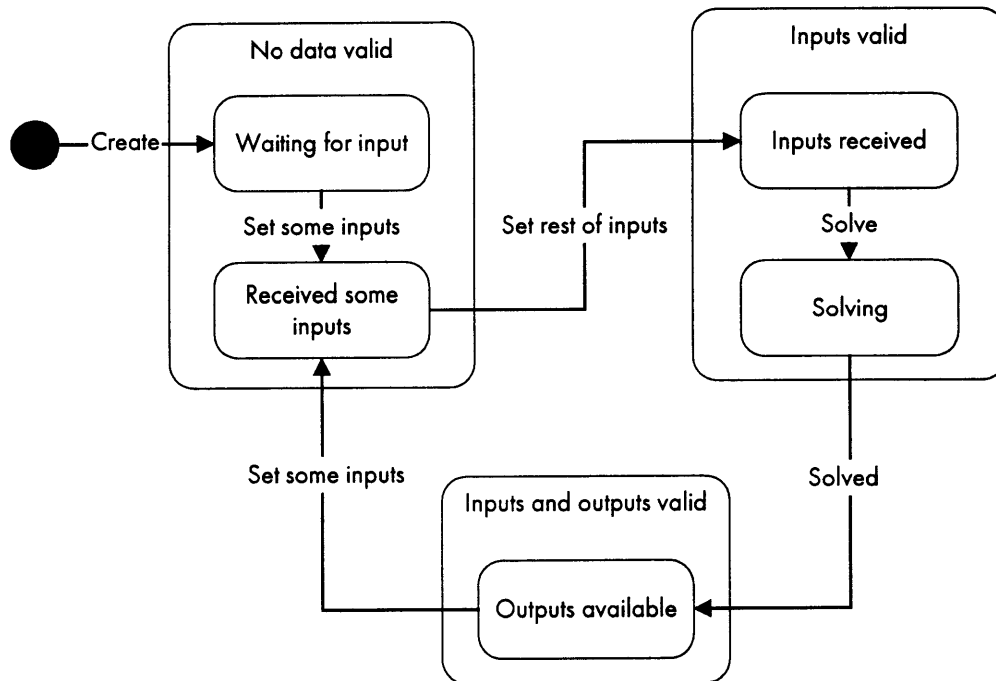 No data valid
Inputs valid
Create
Waiting for input
Inputs received
Set some inputs
Set rest of inputs
Solve
Received some
inputs
Solving
Set some inputs
Solved
Inputs and outputs valid
Outputs available